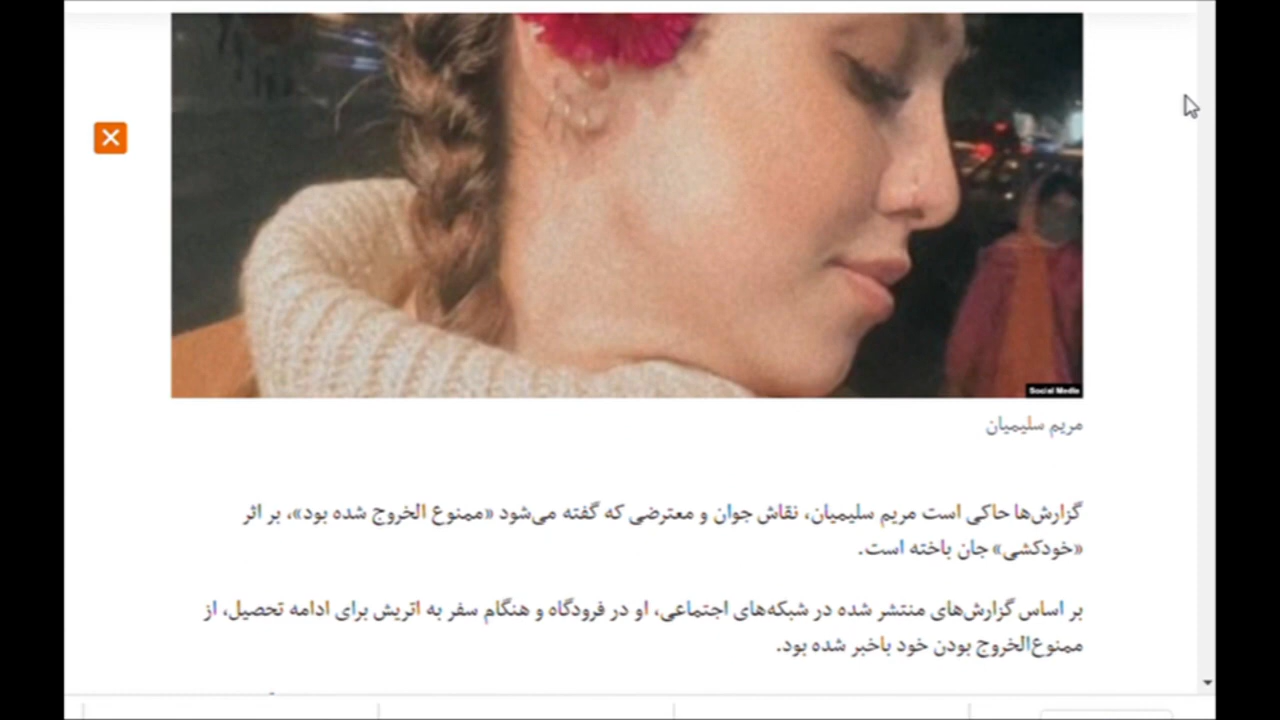 Social Media
مریم سلیمیان
گزارش‌ها حاکی است مریم سلیمیان، نقاش جوان و معترضی که گفته می‌شود «ممنوع الخروج شده بود»، بر اثر
«خودکشی» جان باخته است.
بر اساس گزارش‌های منتشر شده در شبکه‌های اجتماعی، او در فرودگاه و هنگام سفر به اتریش برای ادامه تحصیل، از
ممنوع‌الخروج بودن خود باخبر شده بود.